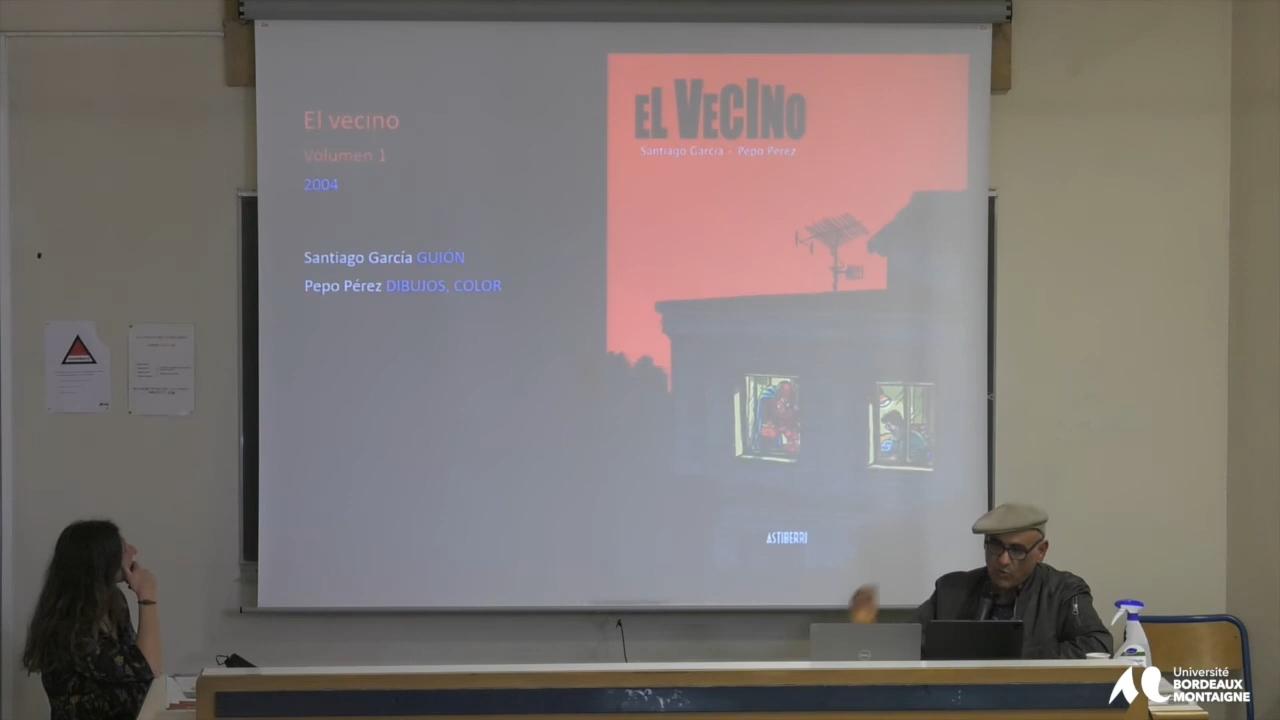 El vecino
Volumen 1
2004
Santiago García GUIÓN
Pepo Pérez DIBUJOS, COLOR
EL VECINO
Santiago García - Pepo Pérez
ASTIBERRI
DELL
Université
BORDEAUX
MONTAIGNE